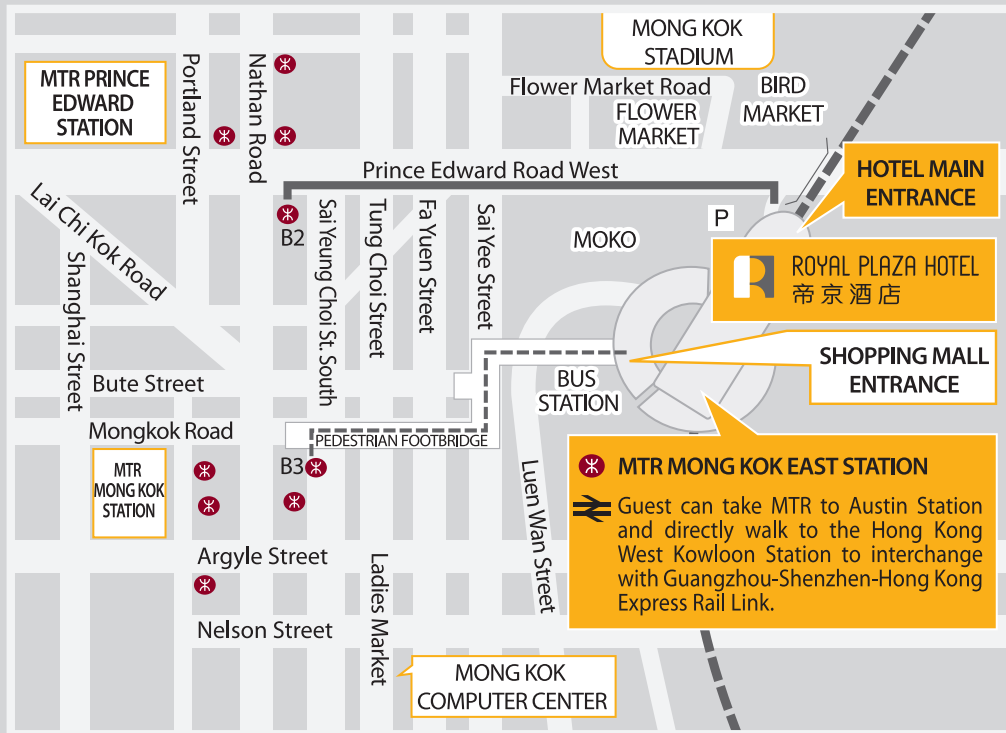 MONG KOK
STADIUM
MTR PRINCE
EDWARD
STATION
Portland Street
Nathan Road
Flower Market Road
FLOWER
MARKET
BIRD
MARKET
Prince Edward Road West
HOTEL MAIN
ENTRANCE
Lai Chi Kok Road
B2
Sai Yeung Choi St. South
Tung Choi Street
Fa Yuen Street
Sai Yee Street
MOKO
P
ROYAL PLAZA HOTEL
帝京酒店
Shanghai Street
SHOPPING MALL
ENTRANCE
Bute Street
BUS
STATION
Mongkok Road
PEDESTRIAN FOOTBRIDGE
B3
MTR
MONG KOK
STATION
Luen Wan Street
MTR MONG KOK EAST STATION
Guest can take MTR to Austin Station
and directly walk to the Hong Kong
West Kowloon Station to interchange
with Guangzhou-Shenzhen-Hong Kong
Express Rail Link.
Argyle Street
Ladies Market
Nelson Street
MONG KOK
COMPUTER CENTER